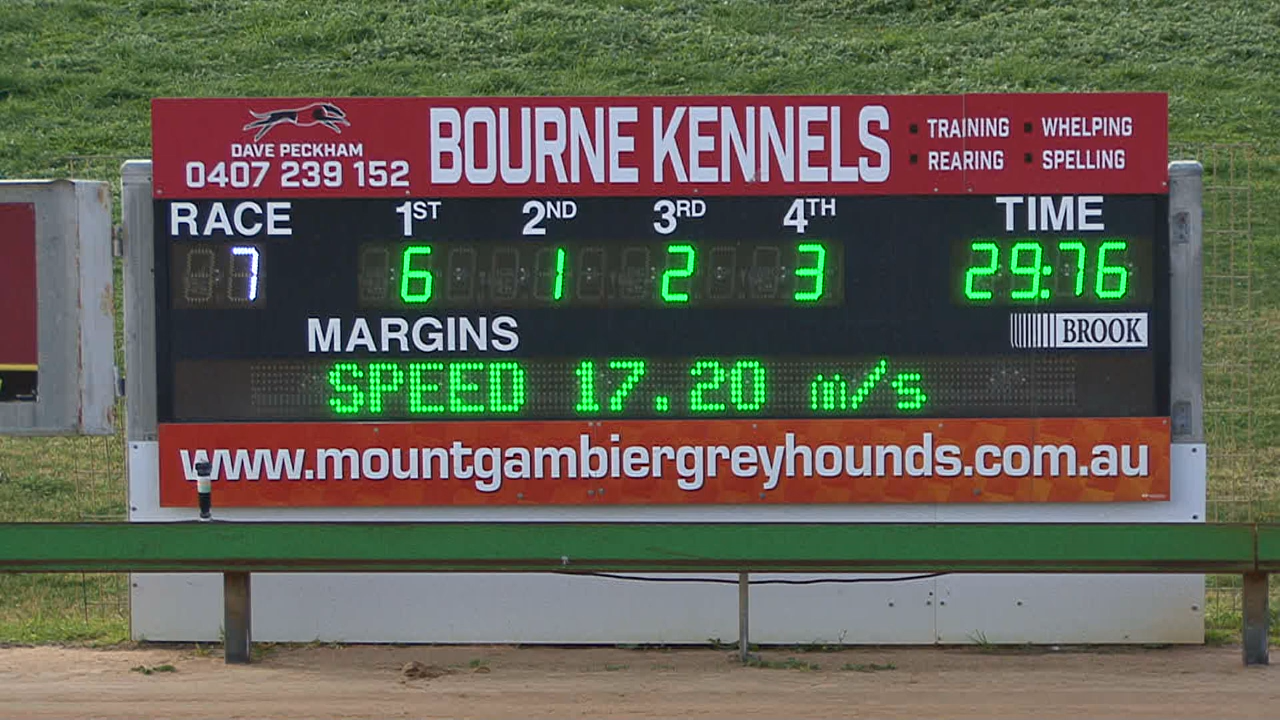 DAVE PECKHAM
0407 239 152
BOURNE KENNELS
TRAINING WHELPING
REARING SPELLING
RACE 1ST 2ND 3RD 4TH TIME
7 6 1 2 3 29:76
MARGINS
BROOK
SPEED 17.20 m/s
www.mountgambiergreyhounds.com.au